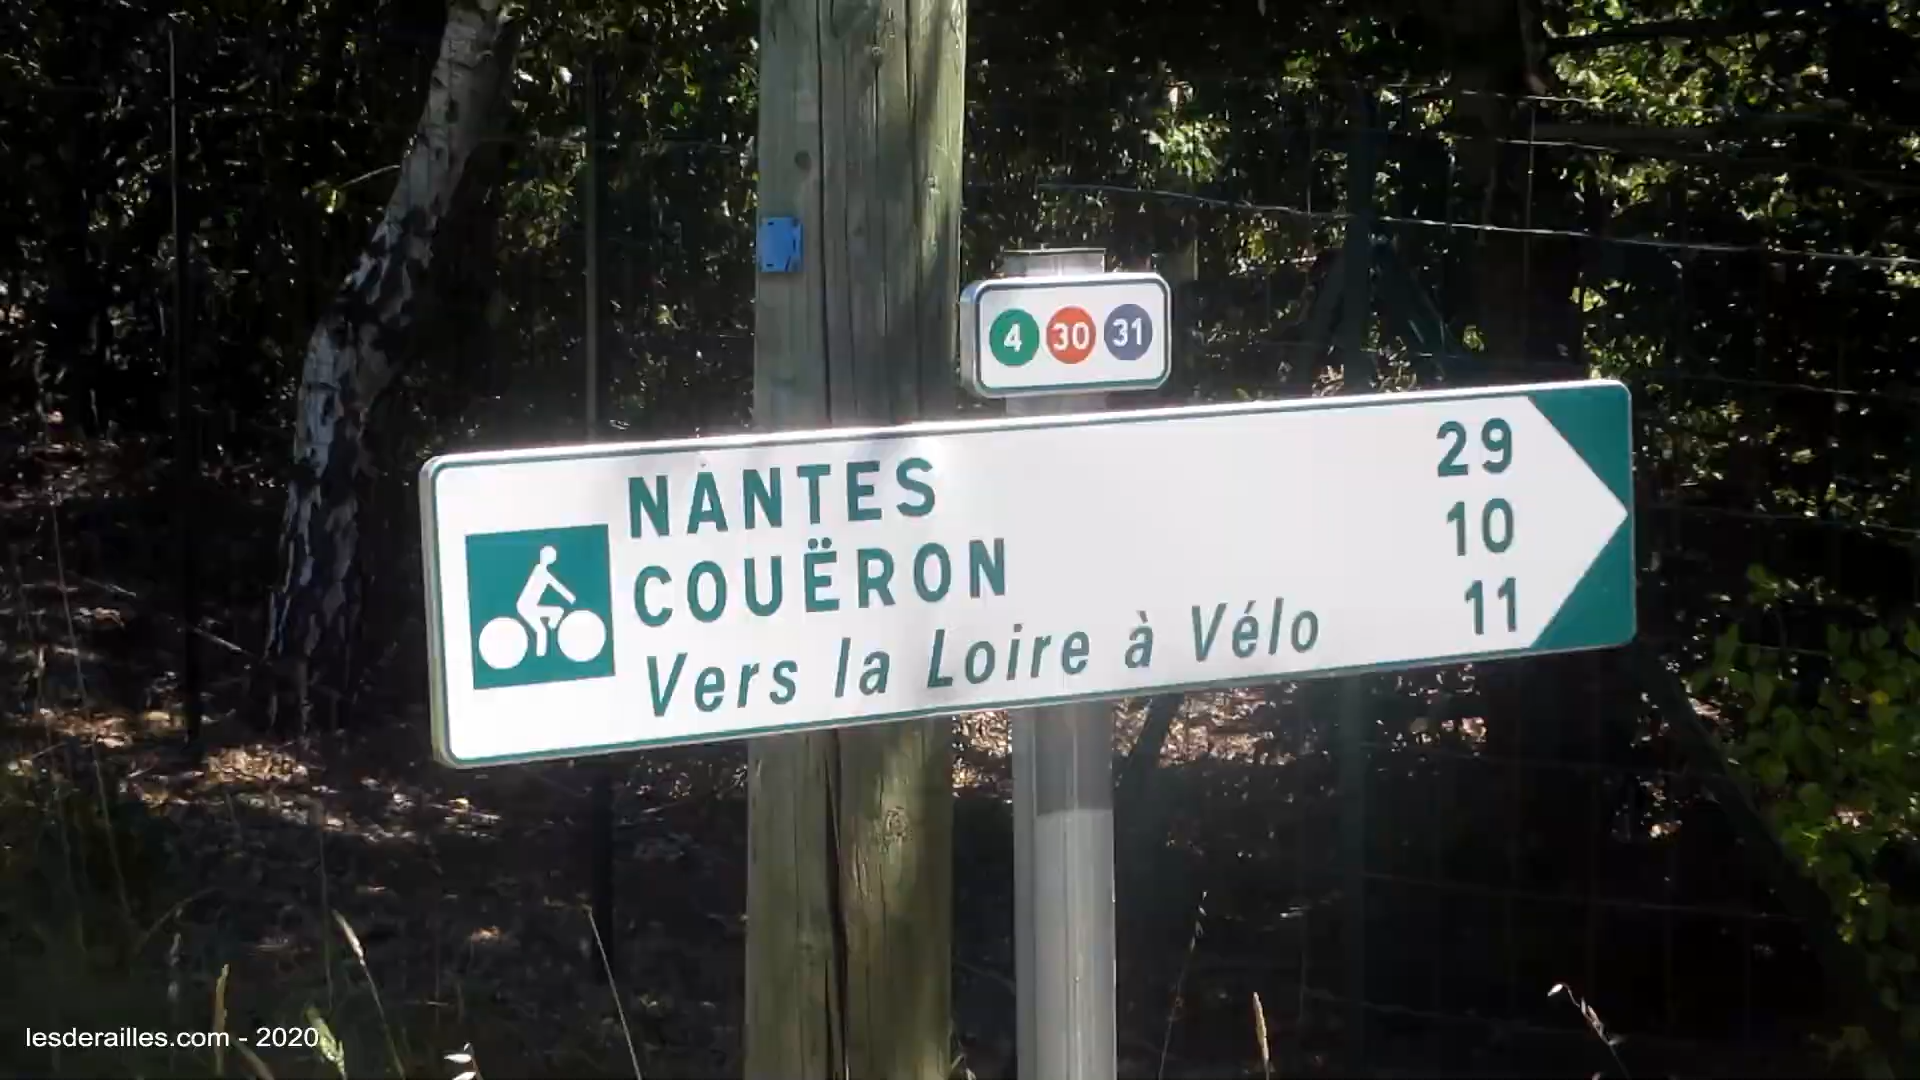 4 30 31
NANTES 29
COUËRON 10
Vers la Loire à Vélo 11
lesderailles.com - 2020